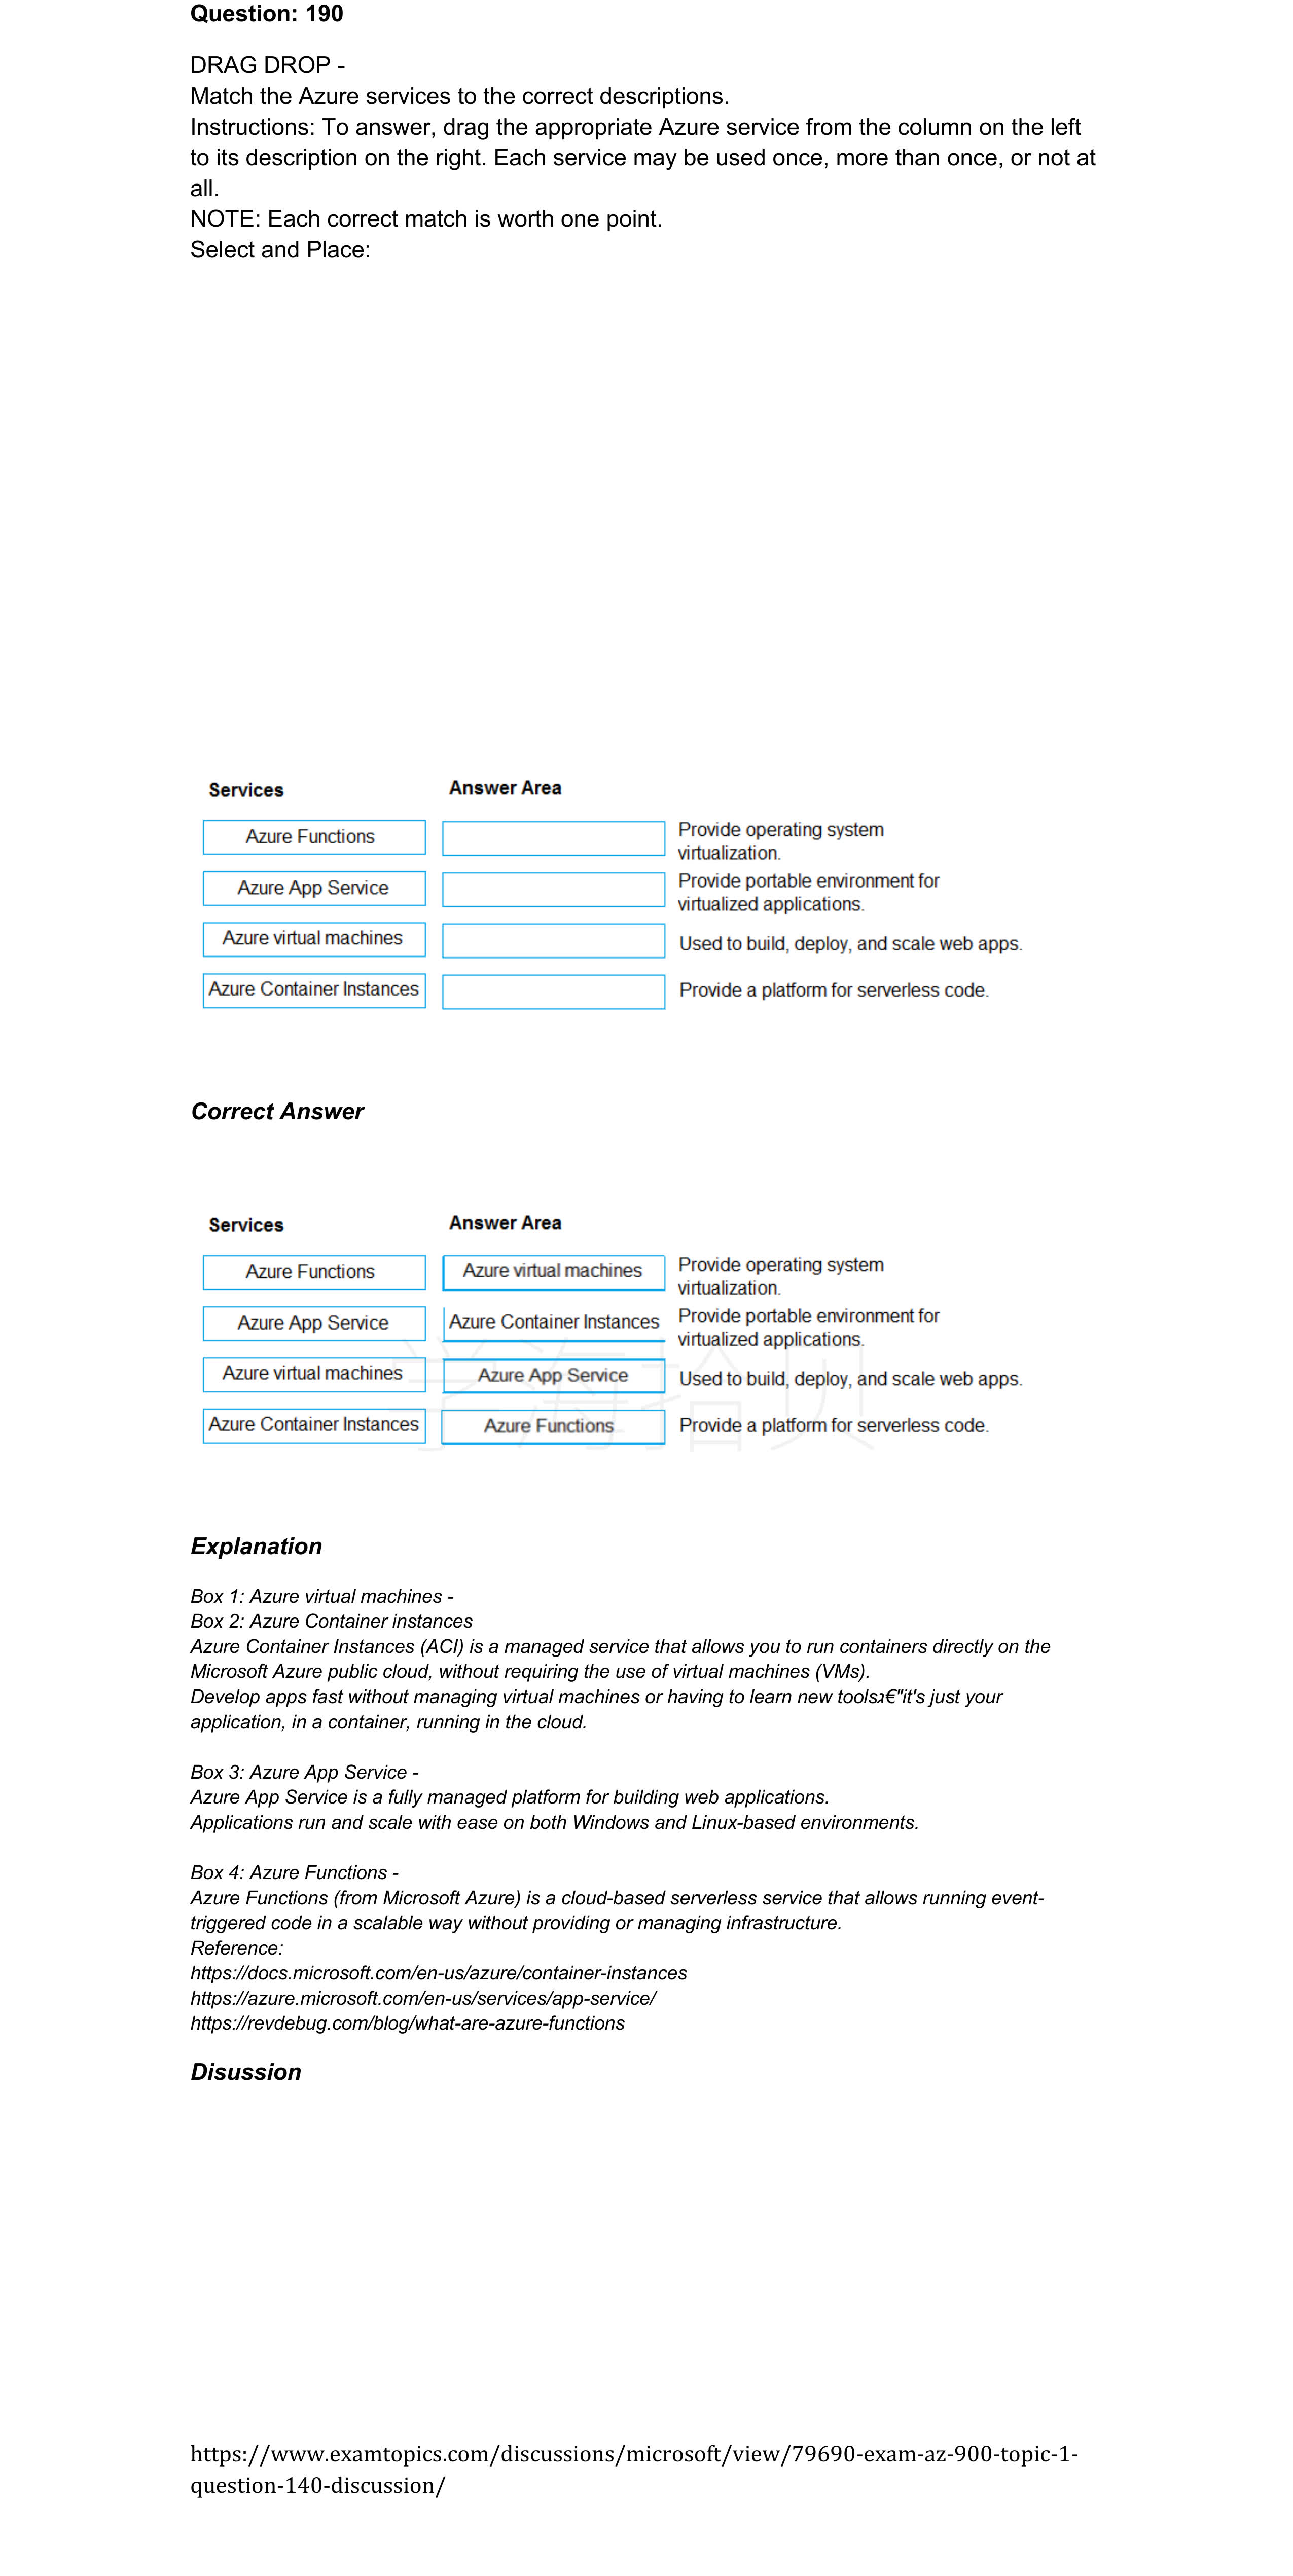 Question: 190
DRAG DROP -
Match the Azure services to the correct descriptions.
Instructions: To answer, drag the appropriate Azure service from the column on the left
to its description on the right. Each service may be used once, more than once, or not at
all.
NOTE: Each correct match is worth one point.
Select and Place:
Services Answer Area
Azure Functions Provide operating system
virtualization.
Azure App Service Provide portable environment for
virtualized applications.
Azure virtual machines Used to build, deploy, and scale web apps.
Azure Container Instances Provide a platform for serverless code.
Correct Answer
Services Answer Area
Azure Functions Azure virtual machines Provide operating system
virtualization.
Azure App Service Azure Container Instances Provide portable environment for
virtualized applications.
Azure virtual machines Azure App Service Used to build, deploy, and scale web apps.
Azure Container Instances Azure Functions Provide a platform for serverless code.
学海拾贝
Explanation
Box 1: Azure virtual machines -
Box 2: Azure Container instances
Azure Container Instances (ACI) is a managed service that allows you to run containers directly on the
Microsoft Azure public cloud, without requiring the use of virtual machines (VMs).
Develop apps fast without managing virtual machines or having to learn new toolsג€"it's just your
application, in a container, running in the cloud.
Box 3: Azure App Service -
Azure App Service is a fully managed platform for building web applications.
Applications run and scale with ease on both Windows and Linux-based environments.
Box 4: Azure Functions -
Azure Functions (from Microsoft Azure) is a cloud-based serverless service that allows running event-
triggered code in a scalable way without providing or managing infrastructure.
Reference:
https://docs.microsoft.com/en-us/azure/container-instances
https://azure.microsoft.com/en-us/services/app-service/
https://revdebug.com/blog/what-are-azure-functions
Disussion
https://www.examtopics.com/discussions/microsoft/view/79690-exam-az-900-topic-1-
question-140-discussion/